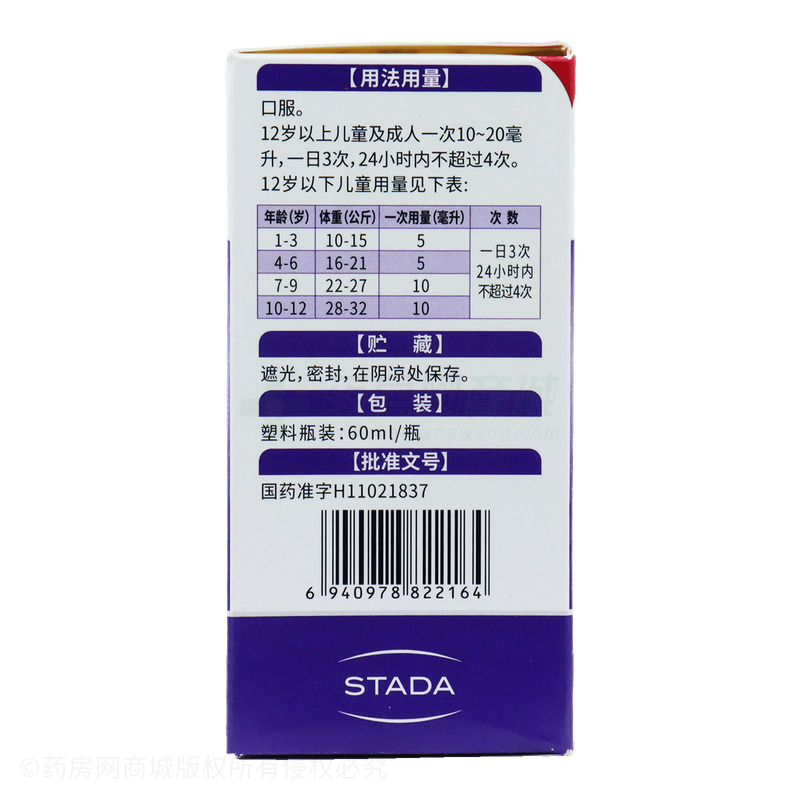 【用法用量】
口服。
12岁以上儿童及成人一次10~20毫
升,一日3次,24小时内不超过4次。
12岁以下儿童用量见下表:
年龄(岁) 体重(公斤) 一次用量(毫升) 次 数
1-3 10-15 5
4-6 16-21 5
7-9 22-27 10
10-12 28-32 10
一日3次
24小时内
不超过4次
【贮 藏】
遮光,密封,在阴凉处保存。
【包 装】
塑料瓶装:60ml/瓶
【批准文号】
国药准字H11021837
6 940978 822164
STADA
©药房网商城版权所有侵权必究